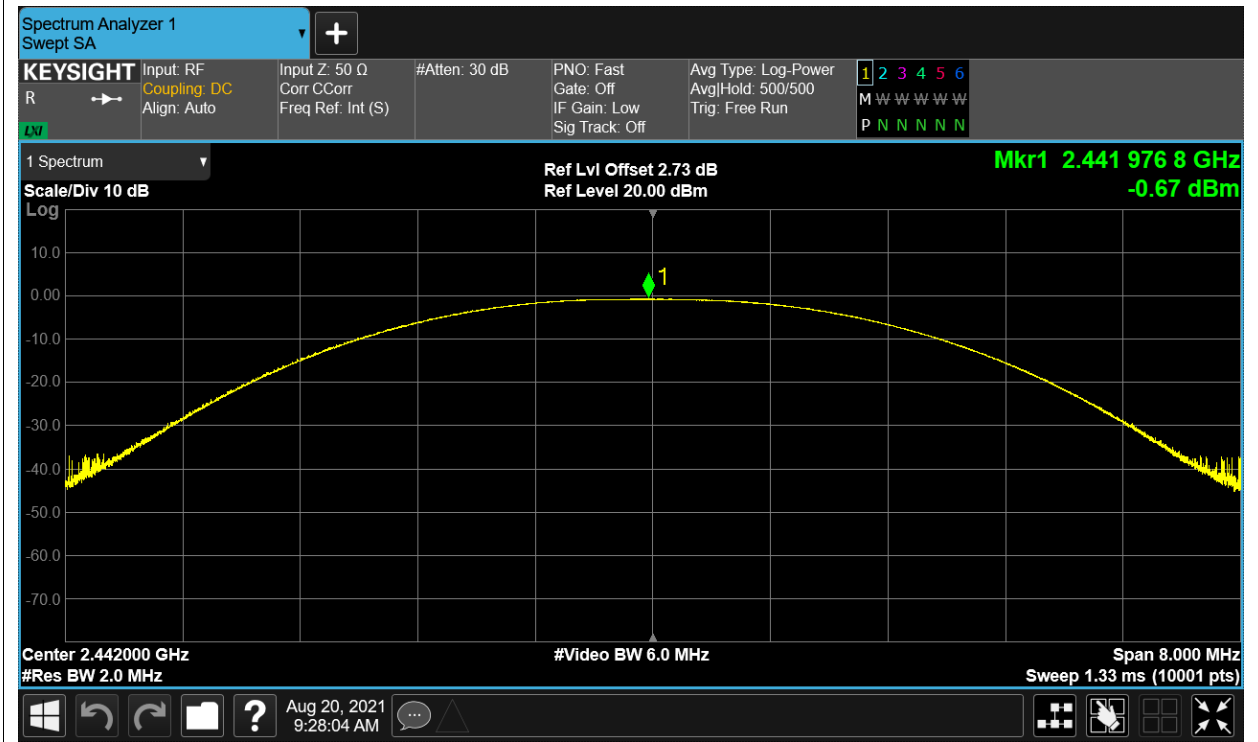 Spectrum Analyzer 1
Swept SA
KEYSIGHT
R
LXI
Input: RF
Coupling: DC
Align: Auto
Input Z: 50 Ω
Corr CCorr
Freq Ref: Int (S)
#Atten: 30 dB
PNO: Fast
Gate: Off
IF Gain: Low
Sig Track: Off
Avg Type: Log-Power
Avg|Hold: 500/500
Trig: Free Run
1 2 3 4 5 6
M W W W W W
P N N N N N
1 Spectrum
Scale/Div 10 dB
Ref Lvl Offset 2.73 dB
Ref Level 20.00 dBm
Mkr1 2.441 976 8 GHz
-0.67 dBm
Log
10.0
0.00
-10.0
-20.0
-30.0
-40.0
-50.0
-60.0
-70.0
1
Center 2.442000 GHz
#Res BW 2.0 MHz
#Video BW 6.0 MHz
Span 8.000 MHz
Sweep 1.33 ms (10001 pts)
?
Aug 20, 2021
9:28:04 AM